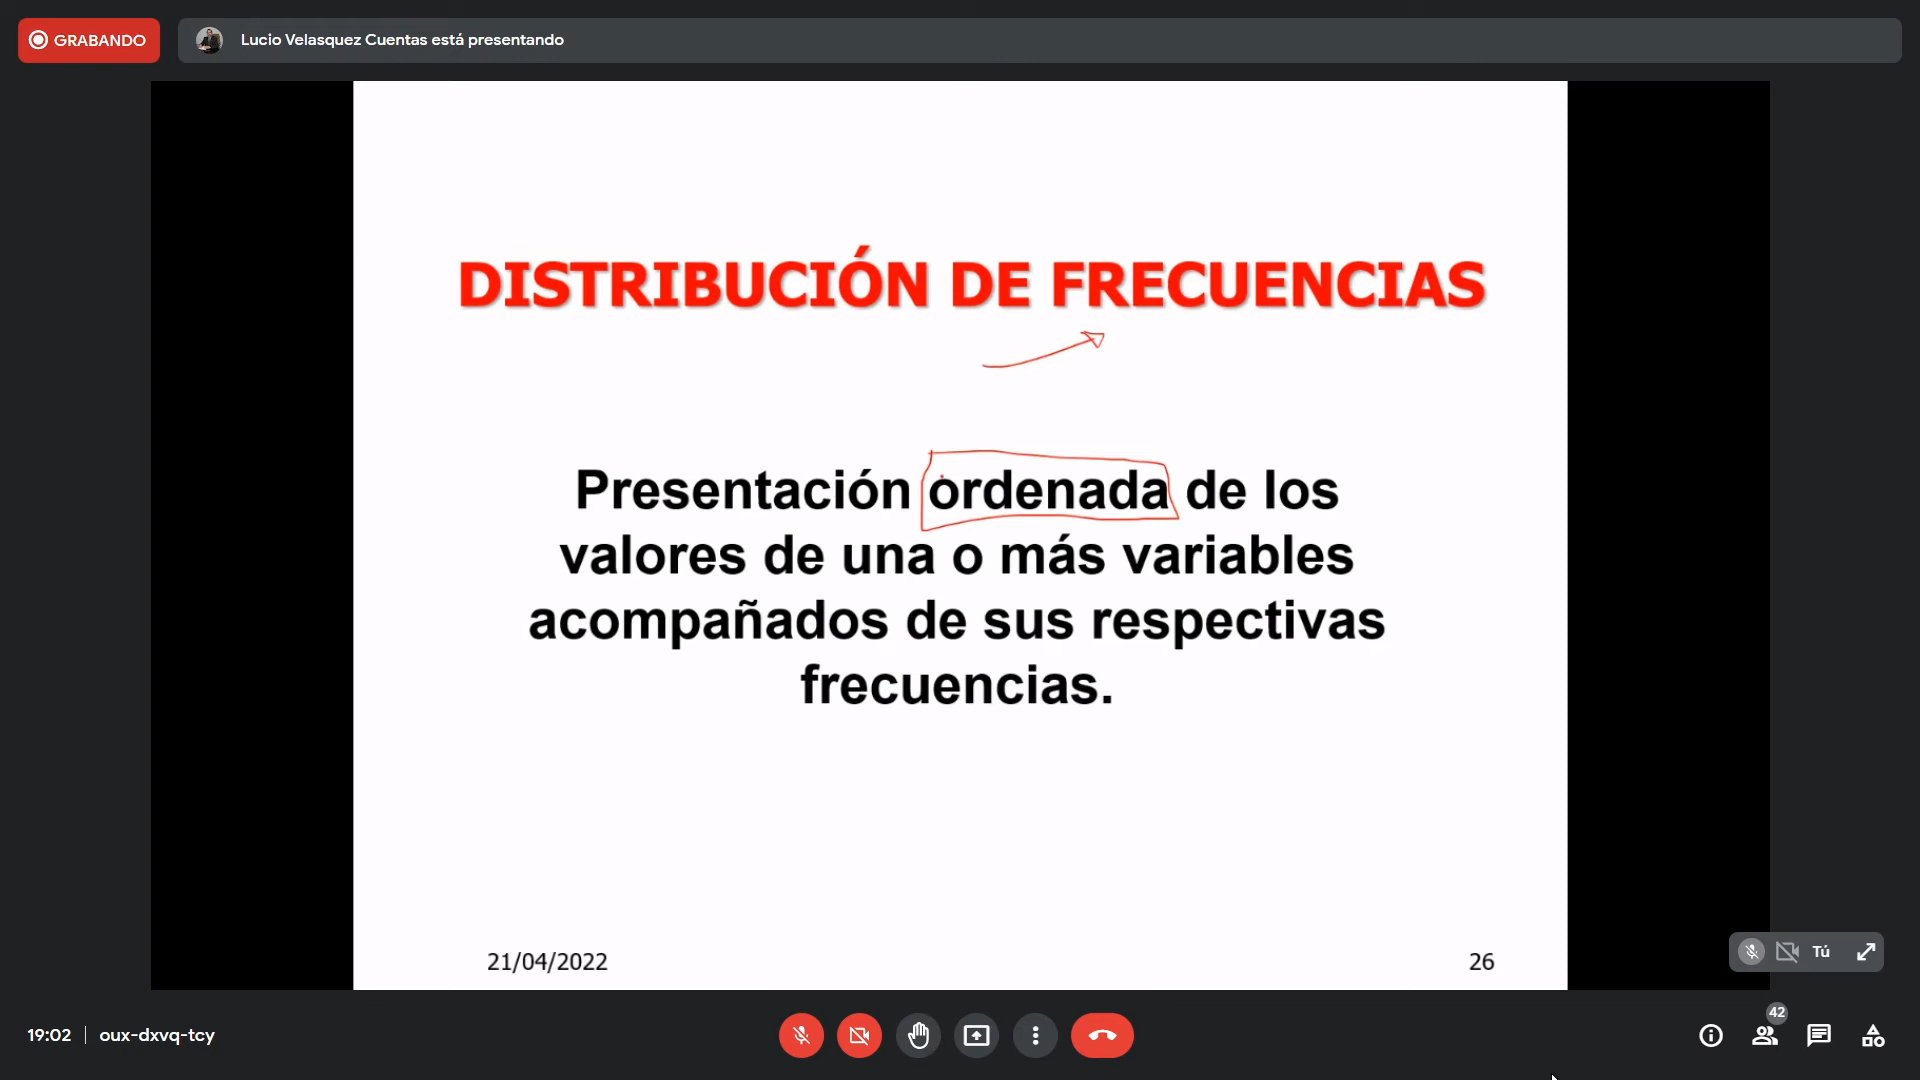 GRABANDO
Lucio Velasquez Cuentas está presentando
DISTRIBUCIÓN DE FRECUENCIAS
Presentación ordenada de los
valores de una o más variables
acompañados de sus respectivas
frecuencias.
21/04/2022
26
Tú
19:02 | oux-dxvq-tcy
42